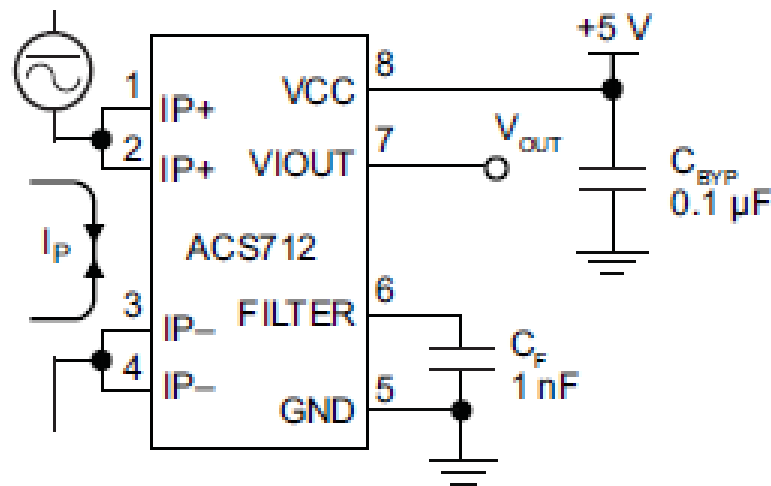 +5 V
1
IP+
2
IP+
VCC
8
VIOUT
7
VOUT
CBYP
0.1 µF
IP
ACS712
3
IP–
4
IP–
FILTER
6
CF
1 nF
GND
5